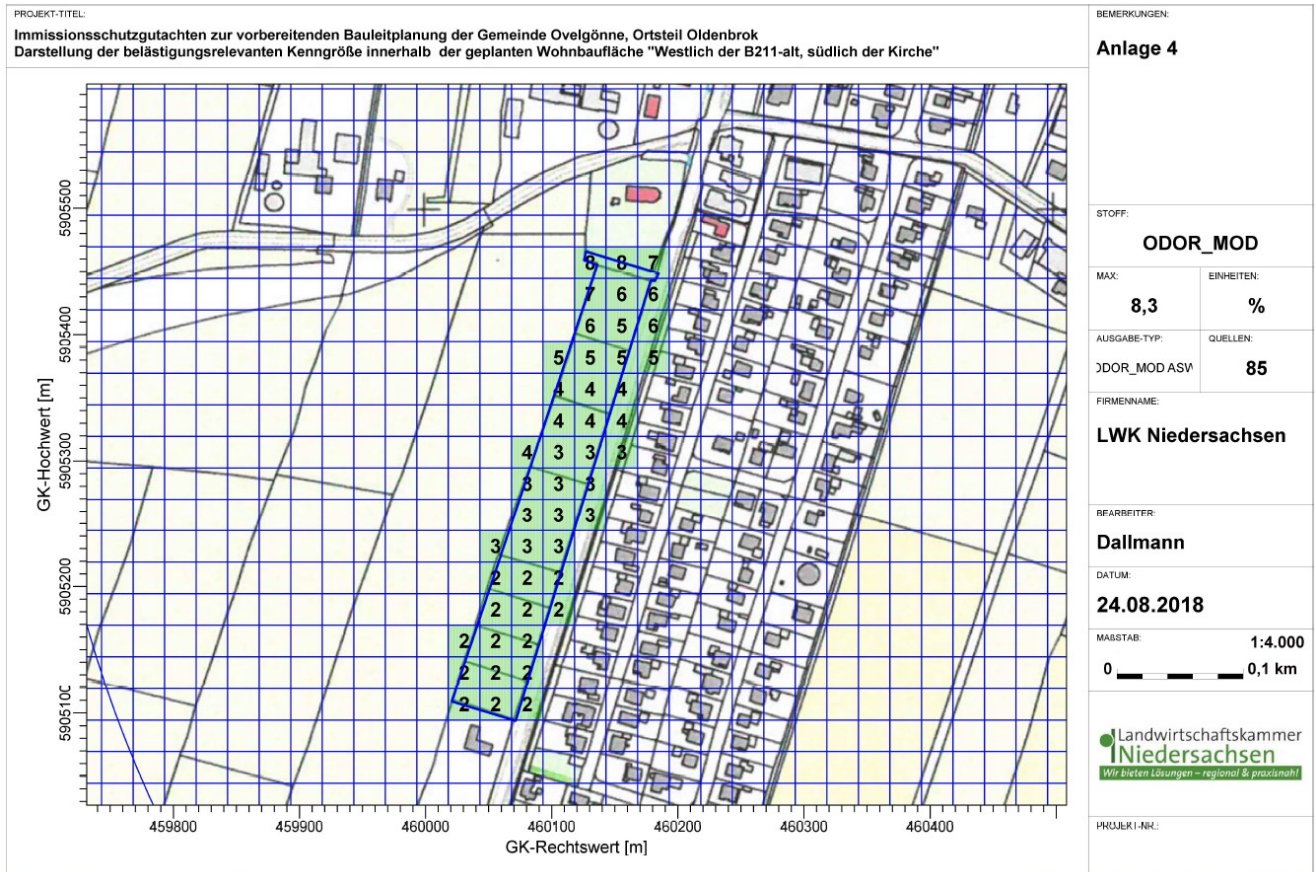 PROJEKT-TITEL:
Immissionsschutzgutachten zur vorbereitenden Bauleitplanung der Gemeinde Ovelgönne, Ortsteil Oldenbrok
Darstellung der belästigungsrelevanten Kenngröße innerhalb der geplanten Wohnbaufläche "Westlich der B211-alt, südlich der Kirche"
8 8 7
7 6 6
6 5 6
5 5 5 5
4 4 4
4 4 4
4 3 3 3
3 3 3
3 3 3
3 3 3
2 2 2
2 2 2
2 2 2
2 2 2
2 2 2
GK-Hochwert [m]
5905500
5905400
5905300
5905200
5905100
459800 459900 460000 460100 460200 460300 460400
GK-Rechtswert [m]
BEMERKUNGEN:
Anlage 4
STOFF:
ODOR_MOD
MAX:
8,3
EINHEITEN:
%
AUSGABE-TYP:
ODOR_MOD ASW
QUELLEN:
85
FIRMENNAME:
LWK Niedersachsen
BEARBEITER:
Dallmann
DATUM:
24.08.2018
MAßSTAB:
1:4.000
0 0,1 km
Landwirtschaftskammer
Niedersachsen
Wir bieten Lösungen – regional & praxisnah!
PROJEKT-NR.: